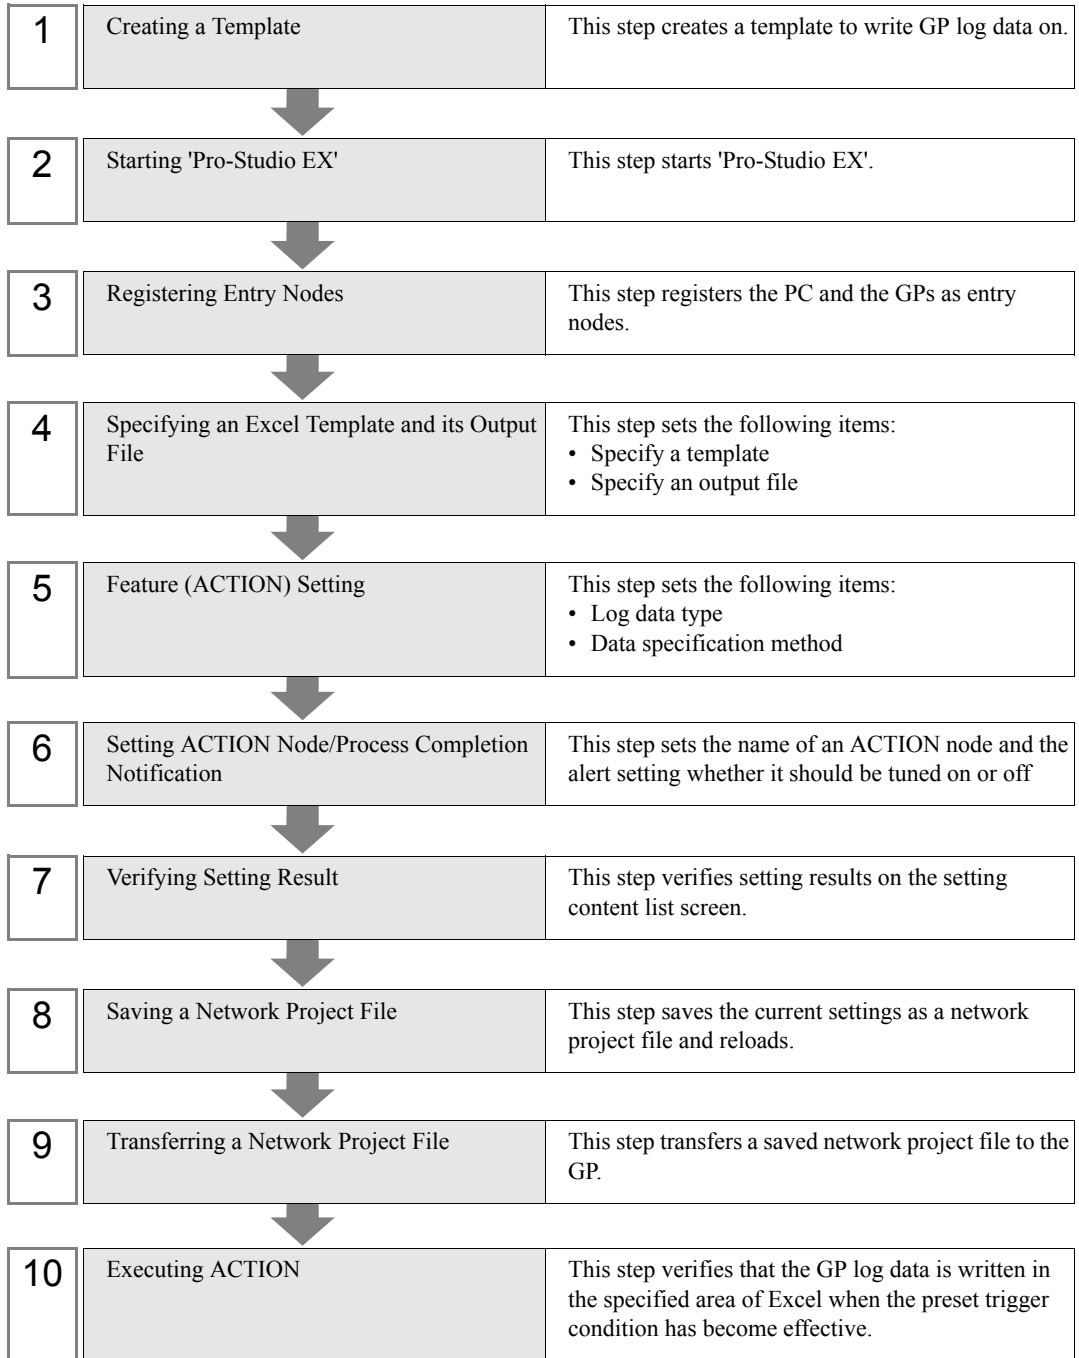 1
Creating a Template
This step creates a template to write GP log data on.
2
Starting 'Pro-Studio EX'
This step starts 'Pro-Studio EX'.
3
Registering Entry Nodes
This step registers the PC and the GPs as entry
nodes.
4
Specifying an Excel Template and its Output
File
This step sets the following items:
• Specify a template
• Specify an output file
5
Feature (ACTION) Setting
This step sets the following items:
• Log data type
• Data specification method
6
Setting ACTION Node/Process Completion
Notification
This step sets the name of an ACTION node and the
alert setting whether it should be tuned on or off
7
Verifying Setting Result
This step verifies setting results on the setting
content list screen.
8
Saving a Network Project File
This step saves the current settings as a network
project file and reloads.
9
Transferring a Network Project File
This step transfers a saved network project file to the
GP.
10
Executing ACTION
This step verifies that the GP log data is written in
the specified area of Excel when the preset trigger
condition has become effective.